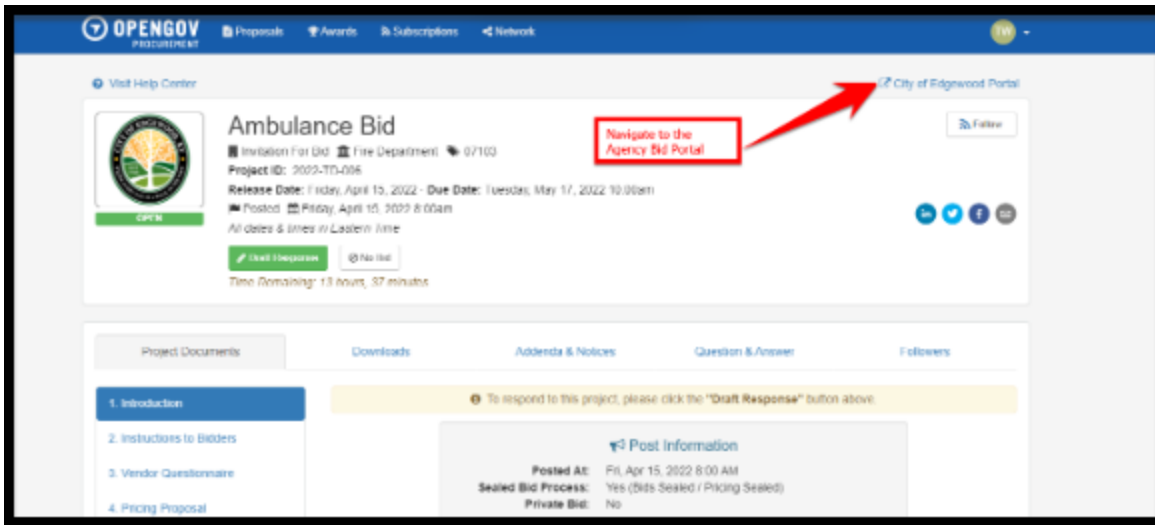 OPENGOV
PROCUREMENT
Proposals Awards Subscriptions Network
TW
Visit Help Center
City of Edgewood Portal
Ambulance Bid
Navigate to the
Agency Bid Portal
Follow
Invitation For Bid Fire Department 07103
Project ID: 2022-TD-006
Release Date: Friday, April 15, 2022 · Due Date: Tuesday, May 17, 2022 10:00am
Posted Friday, April 15, 2022 8:00am
All dates & times in Eastern Time
OPEN
Draft Response No Bid
Time Remaining: 13 hours, 37 minutes
Project Documents Downloads Addenda & Notices Question & Answer Followers
1. Introduction
To respond to this project, please click the "Draft Response" button above.
2. Instructions to Bidders
3. Vendor Questionnaire
4. Pricing Proposal
Post Information
Posted At: Fri, Apr 15, 2022 8:00 AM
Sealed Bid Process: Yes (Bids Sealed / Pricing Sealed)
Private Bid: No